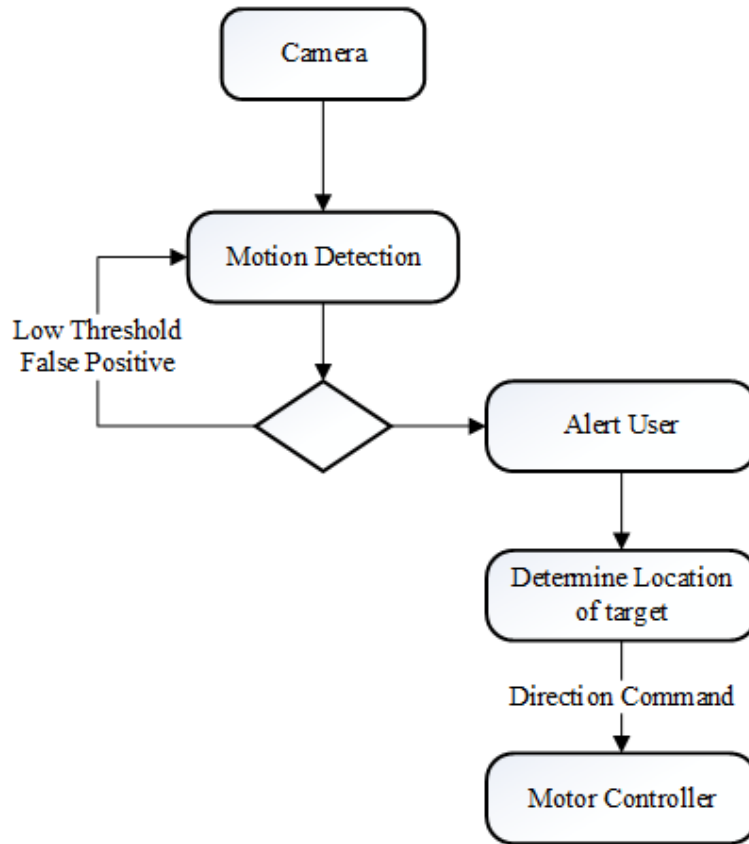 Camera
Motion Detection
Low Threshold
False Positive
Alert User
Determine Location
of target
Direction Command
Motor Controller